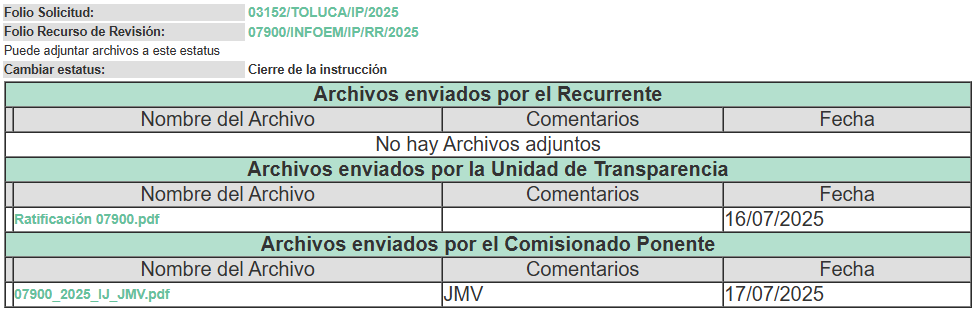 Folio Solicitud: 03152/TOLUCA/IP/2025
Folio Recurso de Revisión: 07900/INFOEM/IP/RR/2025
Puede adjuntar archivos a este estatus
Cambiar estatus: Cierre de la instrucción
Archivos enviados por el Recurrente
Nombre del Archivo Comentarios Fecha
No hay Archivos adjuntos
Archivos enviados por la Unidad de Transparencia
Nombre del Archivo Comentarios Fecha
Ratificación 07900.pdf 16/07/2025
Archivos enviados por el Comisionado Ponente
Nombre del Archivo Comentarios Fecha
07900_2025_IJ_JMV.pdf JMV 17/07/2025